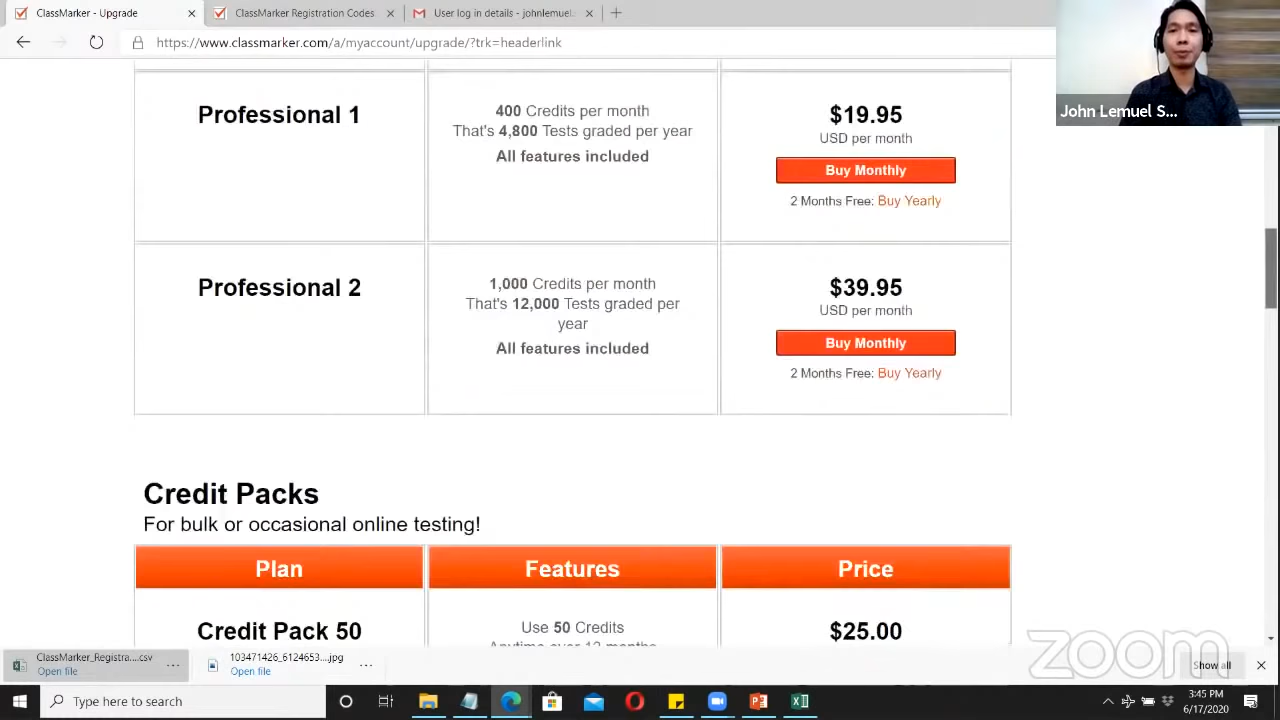 ClassMarker - Upgrade
ClassMarker Registration Codes
User log in details - johnlemuel
https://www.classmarker.com/a/myaccount/upgrade/?trk=headerlink
John Lemuel S...
Professional 1
400 Credits per month
That's 4,800 Tests graded per year
All features included
$19.95
USD per month
Buy Monthly
2 Months Free: Buy Yearly
Professional 2
1,000 Credits per month
That's 12,000 Tests graded per
year
All features included
$39.95
USD per month
Buy Monthly
2 Months Free: Buy Yearly
Credit Packs
For bulk or occasional online testing!
Plan
Features
Price
Credit Pack 50
Use 50 Credits
Anytime over 12 months
$25.00
zoom
ClassMarker_Registra....csv
Open file
103471426_6124653....jpg
Open file
Show all
Type here to search
3:45 PM
6/17/2020